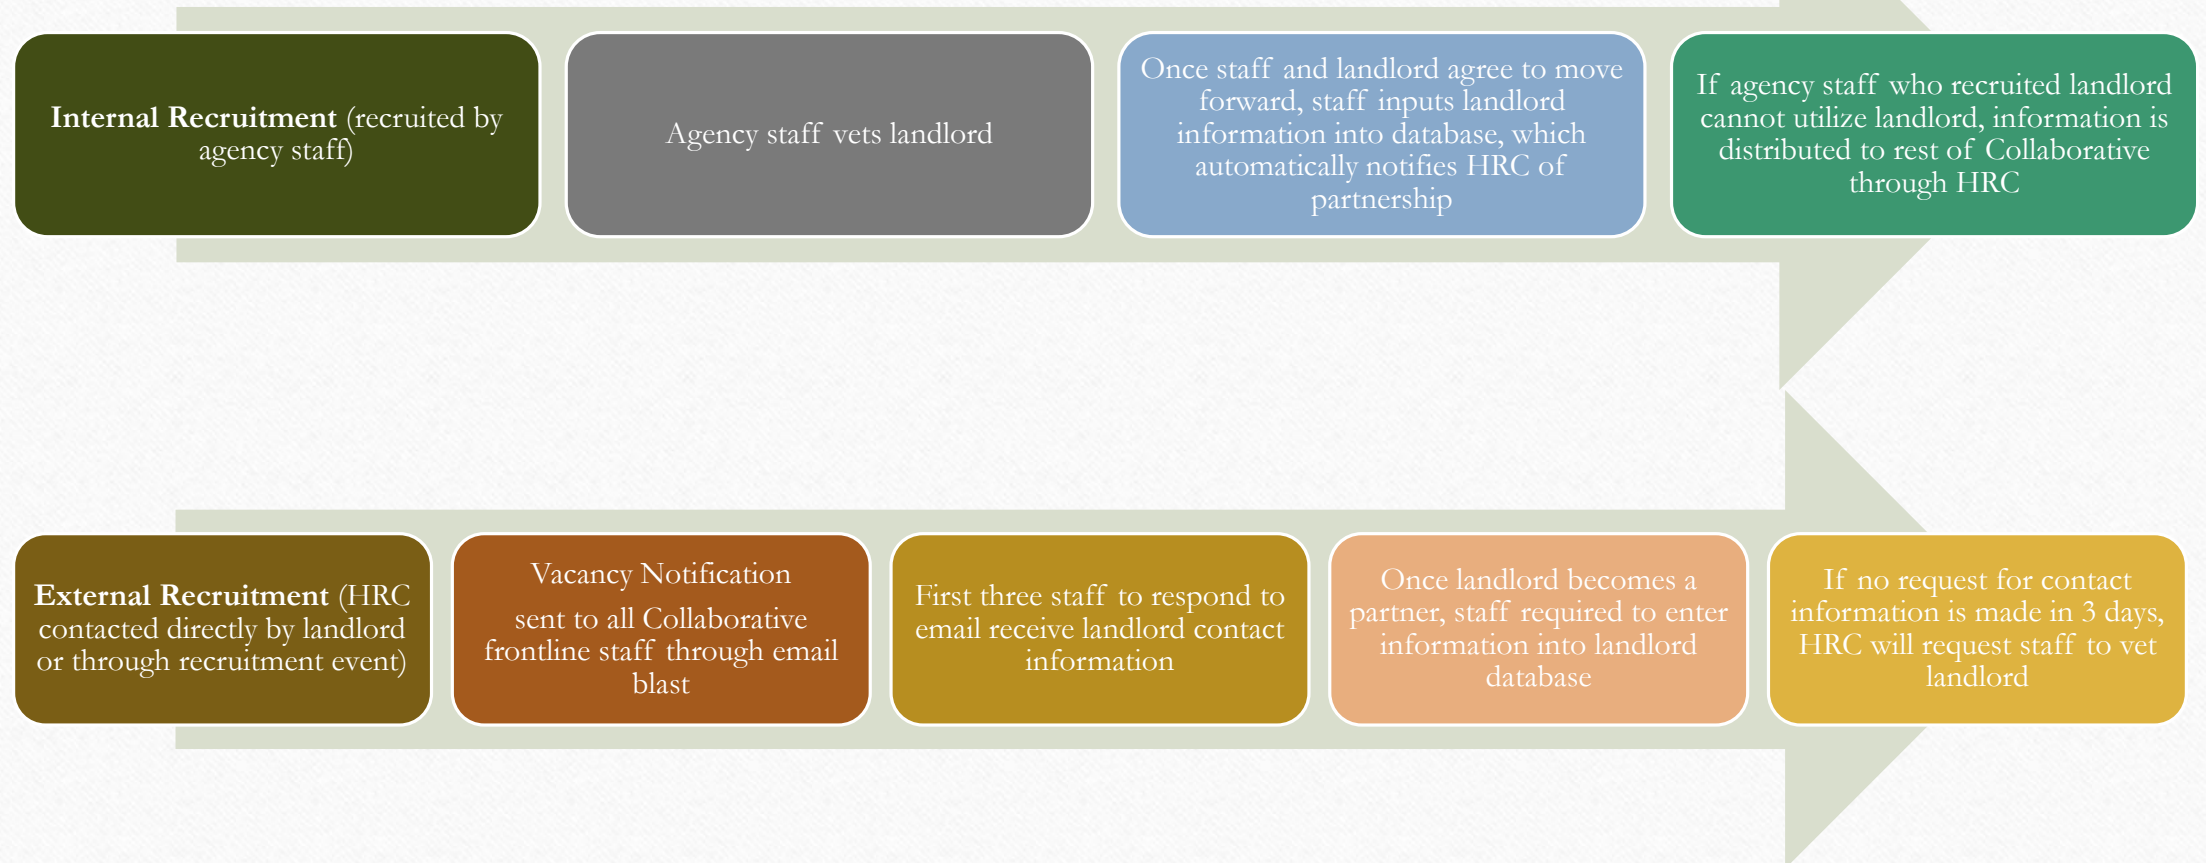 Internal Recruitment (recruited by
agency staff)
Agency staff vets landlord
Once staff and landlord agree to move
forward, staff inputs landlord
information into database, which
automatically notifies HRC of
partnership
If agency staff who recruited landlord
cannot utilize landlord, information is
distributed to rest of Collaborative
through HRC
External Recruitment (HRC
contacted directly by landlord
or through recruitment event)
Vacancy Notification
sent to all Collaborative
frontline staff through email
blast
First three staff to respond to
email receive landlord contact
information
Once landlord becomes a
partner, staff required to enter
information into landlord
database
If no request for contact
information is made in 3 days,
HRC will request staff to vet
landlord